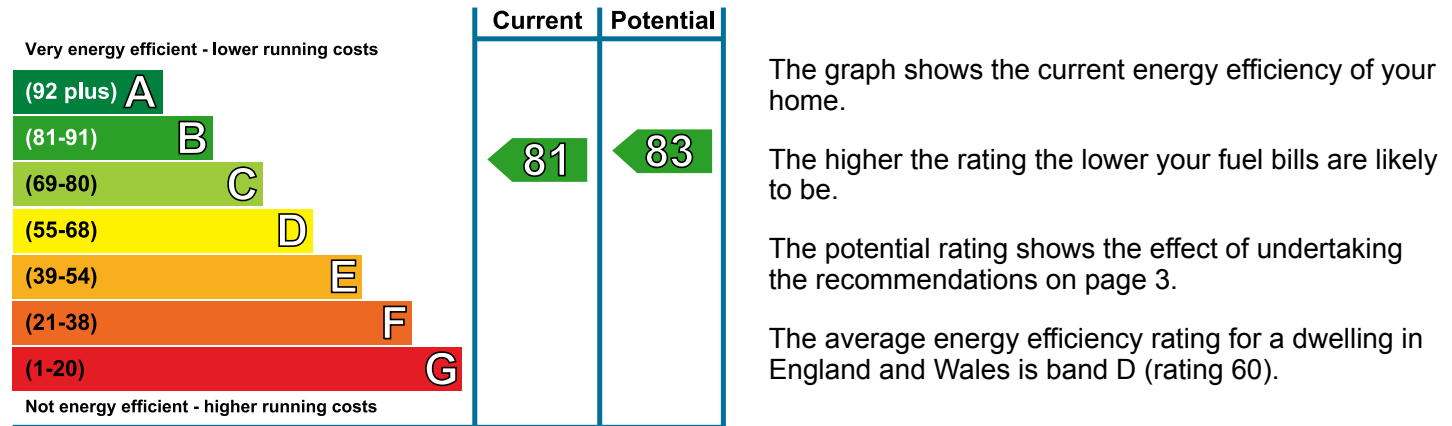 Current Potential
Very energy efficient - lower running costs
(92 plus) A
(81-91) B
(69-80) C
(55-68) D
(39-54) E
(21-38) F
(1-20) G
Not energy efficient - higher running costs
81 83
The graph shows the current energy efficiency of your
home.
The higher the rating the lower your fuel bills are likely
to be.
The potential rating shows the effect of undertaking
the recommendations on page 3.
The average energy efficiency rating for a dwelling in
England and Wales is band D (rating 60).